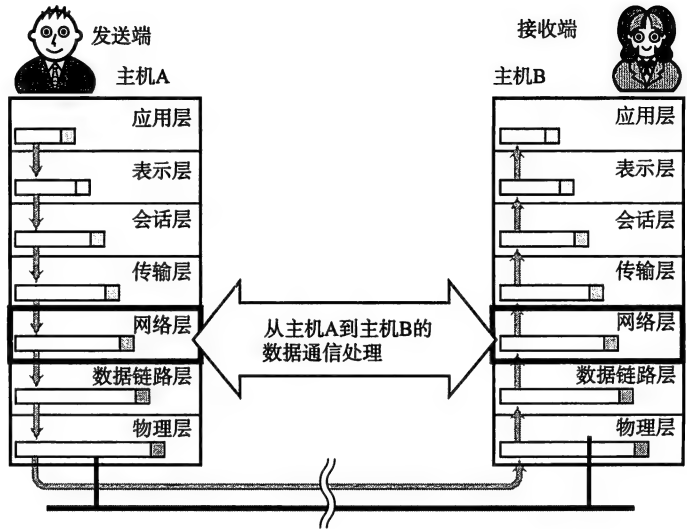 发送端
接收端
主机A
主机B
应用层
表示层
会话层
传输层
网络层
数据链路层
物理层
从主机A到主机B的
数据通信处理
应用层
表示层
会话层
传输层
网络层
数据链路层
物理层